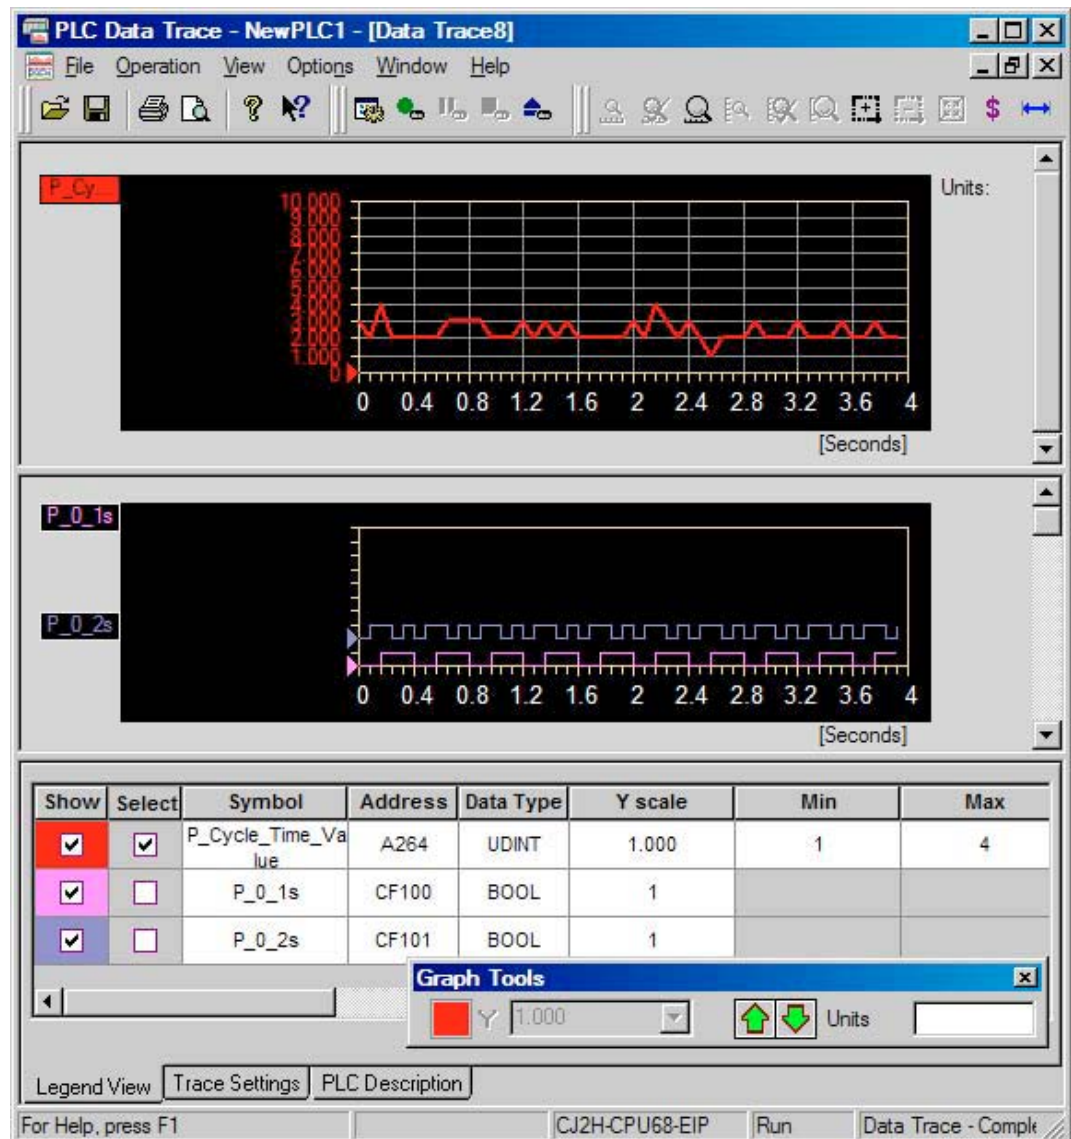 PLC Data Trace - NewPLC1 - [Data Trace8]
File Operation View Options Window Help
P_Cy...
Units:
10.000
9.000
8.000
7.000
6.000
5.000
4.000
3.000
2.000
1.000
0
0 0.4 0.8 1.2 1.6 2 2.4 2.8 3.2 3.6 4
[Seconds]
P_0_1s
P_0_2s
0 0.4 0.8 1.2 1.6 2 2.4 2.8 3.2 3.6 4
[Seconds]
Show Select Symbol Address Data Type Y scale Min Max
P_Cycle_Time_Va
lue A264 UDINT 1.000 1 4
P_0_1s CF100 BOOL 1
P_0_2s CF101 BOOL 1
Graph Tools
Y 1.000 Units
Legend View Trace Settings PLC Description
For Help, press F1 CJ2H-CPU68-EIP Run Data Trace - Comple